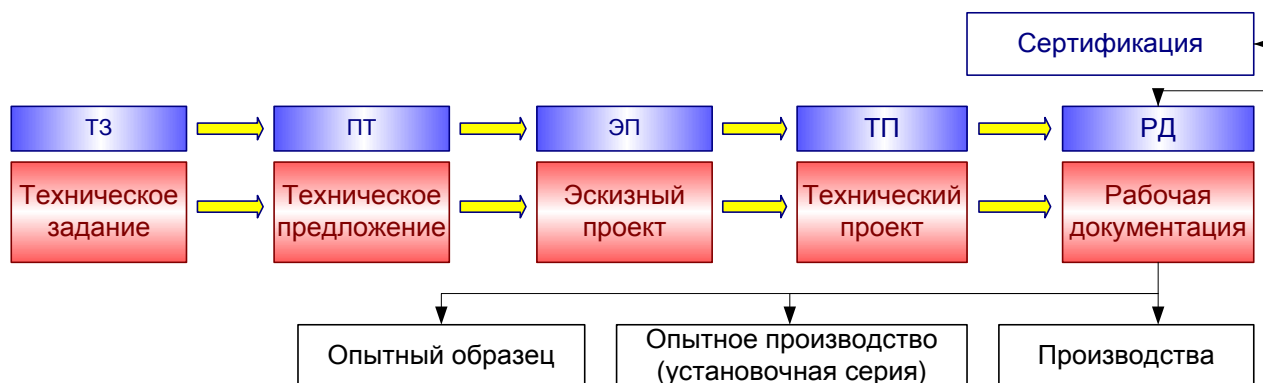 Сертификация
ТЗ
ПТ
ЭП
ТП
РД
Техническое
задание
Техническое
предложение
Эскизный
проект
Технический
проект
Рабочая
документация
Опытный образец
Опытное производство
(установочная серия)
Производства